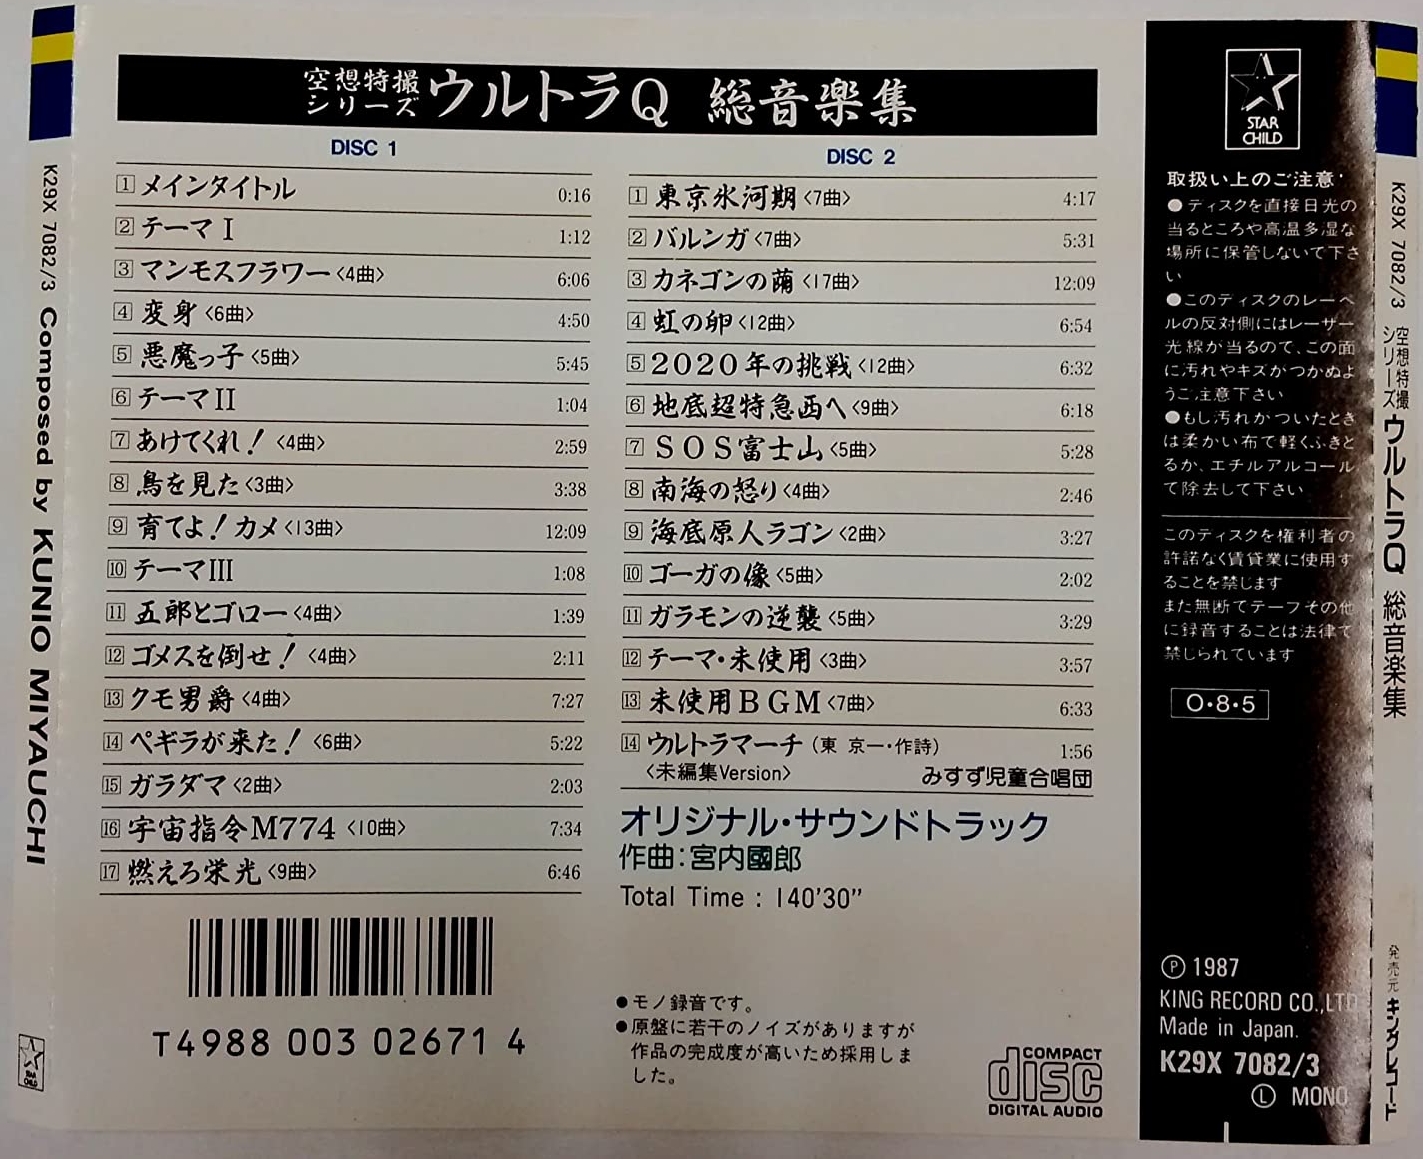 K29X 7082/3 Composed by KUNIO MIYAUCHI
STAR
CHILD
空想特撮
シリーズ
ウルトラQ 総音楽集
DISC 1
1 メインタイトル 0:16
2 テーマⅠ 1:12
3 マンモスフラワー〈4曲〉 6:06
4 変身〈6曲〉 4:50
5 悪魔っ子〈5曲〉 5:45
6 テーマⅡ 1:04
7 あけてくれ!〈4曲〉 2:59
8 鳥を見た〈3曲〉 3:38
9 育てよ!カメ〈13曲〉 12:09
10 テーマⅢ 1:08
11 五郎とゴロー〈4曲〉 1:39
12 ゴメスを倒せ!〈4曲〉 2:11
13 クモ男爵〈4曲〉 7:27
14 ペギラが来た!〈6曲〉 5:22
15 ガラダマ〈2曲〉 2:03
16 宇宙指令M774〈10曲〉 7:34
17 燃えろ栄光〈9曲〉 6:46
T4988 003 02671 4
DISC 2
1 東京氷河期〈7曲〉 4:17
2 バルンガ〈7曲〉 5:31
3 カネゴンの繭〈17曲〉 12:09
4 虹の卵〈12曲〉 6:54
5 2020年の挑戦〈12曲〉 6:32
6 地底超特急西へ〈9曲〉 6:18
7 SOS富士山〈5曲〉 5:28
8 南海の怒り〈4曲〉 2:46
9 海底原人ラゴン〈2曲〉 3:27
10 ゴーガの像〈5曲〉 2:02
11 ガラモンの逆襲〈5曲〉 3:29
12 テーマ・未使用〈3曲〉 3:57
13 未使用BGM〈7曲〉 6:33
14 ウルトラマーチ(東 京一・作詩) 1:56
〈未編集Version〉 みすず児童合唱団
オリジナル・サウンドトラック
作曲:宮内國郎
Total Time : 140'30"
●モノ録音です。
●原盤に若干のノイズがありますが
作品の完成度が高いため採用しま
した。
COMPACT
disc
DIGITAL AUDIO
STAR
CHILD
取扱い上のご注意
●ディスクを直接日光の
当るところや高温多湿な
場所に保管しないで下さ
い
●このディスクのレーベ
ルの反対側にはレーザー
光線が当るので、この面
に汚れやキズがつかぬよ
うご注意下さい
●もし汚れがついたとき
は柔かい布で軽くふきと
るか、エチルアルコール
で除去して下さい
このディスクを権利者の
許諾なく賃貸業に使用す
ることを禁じます
また無断でテープその他
に録音することは法律で
禁じられています
O・8・5
Ⓟ 1987
KING RECORD CO.,LTD
Made in Japan.
K29X 7082/3
Ⓛ MONO
K29X 7082/3
空想特撮
シリーズ
ウルトラQ 総音楽集
発売元 キングレコード